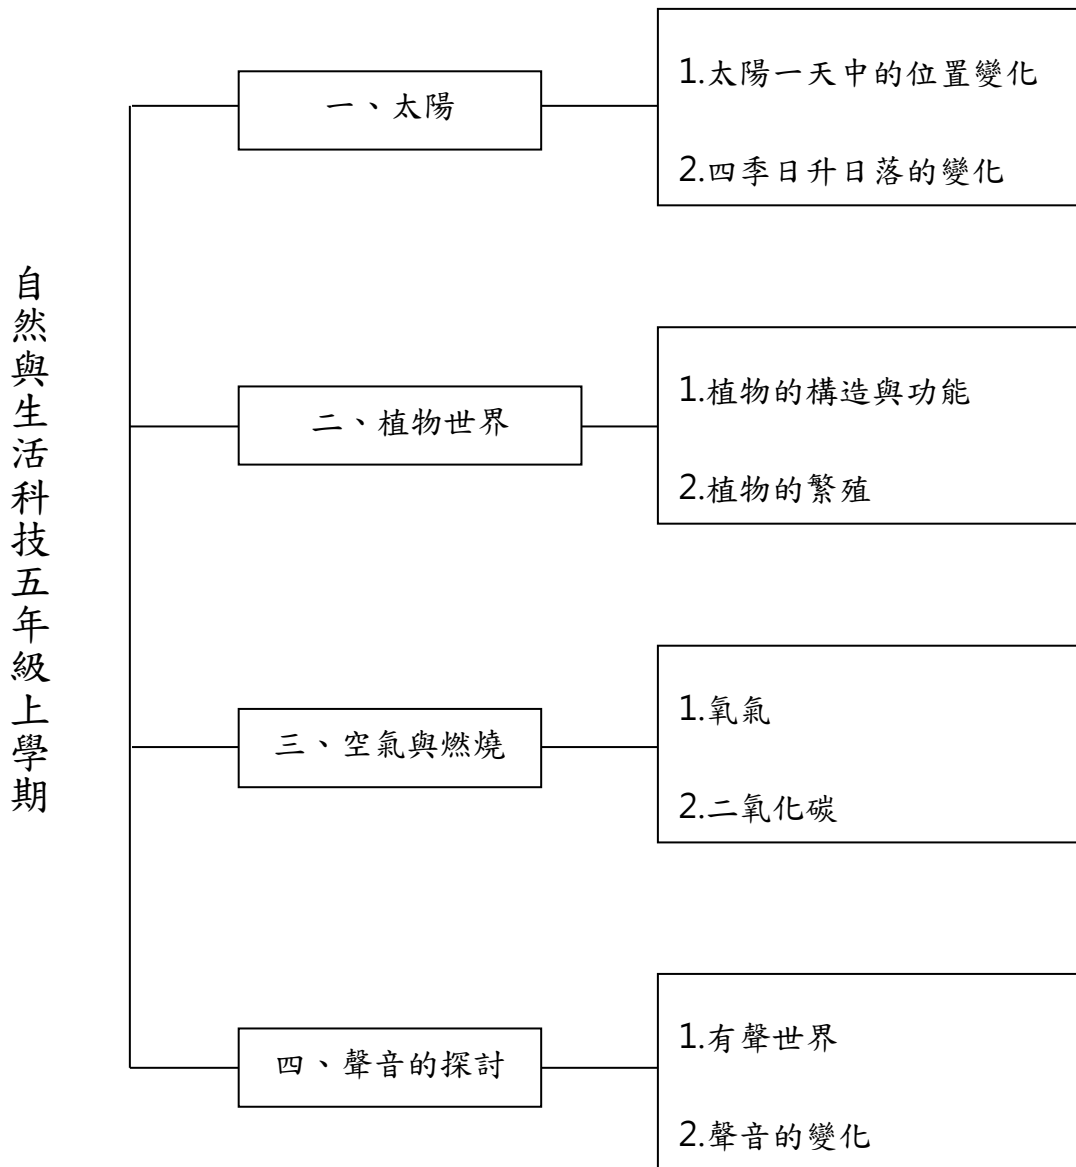 自然與生活科技五年級上學期
一、太陽
1.太陽一天中的位置變化
2.四季日升日落的變化
二、植物世界
1.植物的構造與功能
2.植物的繁殖
三、空氣與燃燒
1.氧氣
2.二氧化碳
四、聲音的探討
1.有聲世界
2.聲音的變化